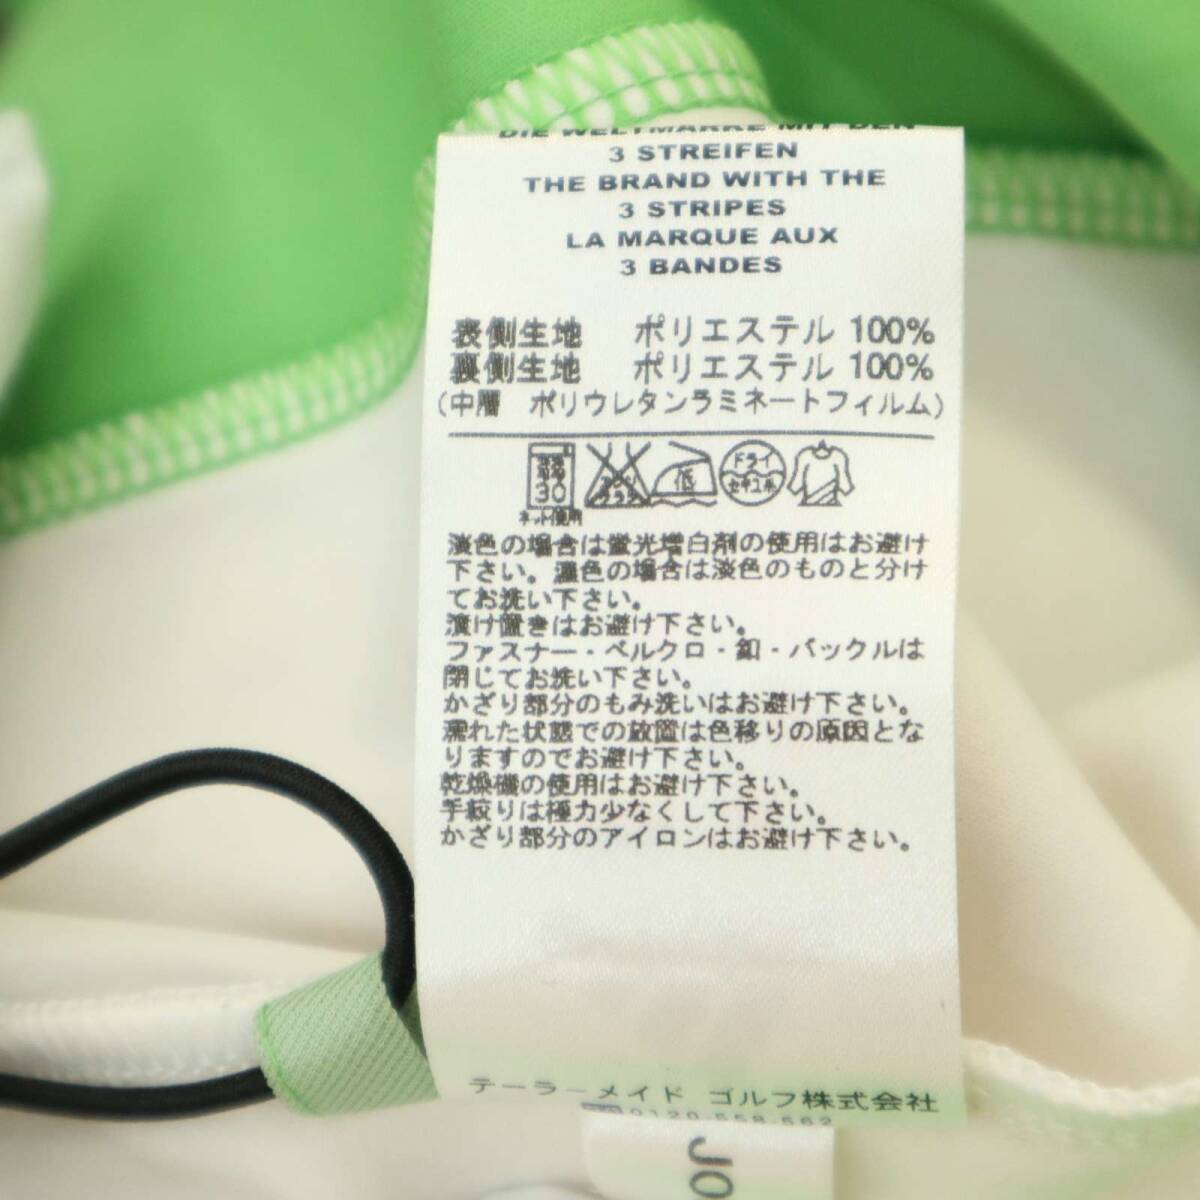 DIE WELTMARKE MIT DEN
3 STREIFEN
THE BRAND WITH THE
3 STRIPES
LA MARQUE AUX
3 BANDES
表側生地 ポリエステル 100%
裏側生地 ポリエステル 100%
(中層 ポリウレタンラミネートフィルム)
30
低
ドライ
セキユ系
ネット使用
淡色の場合は蛍光増白剤の使用はお避け
下さい。濃色の場合は淡色のものと分け
てお洗い下さい。
漬け置きはお避け下さい。
ファスナー・ベルクロ・釦・バックルは
閉じてお洗い下さい。
かざり部分のもみ洗いはお避け下さい。
濡れた状態での放置は色移りの原因とな
りますのでお避け下さい。
乾燥機の使用はお避け下さい。
手絞りは極力少なくして下さい。
かざり部分のアイロンはお避け下さい。
テーラーメイド ゴルフ株式会社
0120-558-562
JO